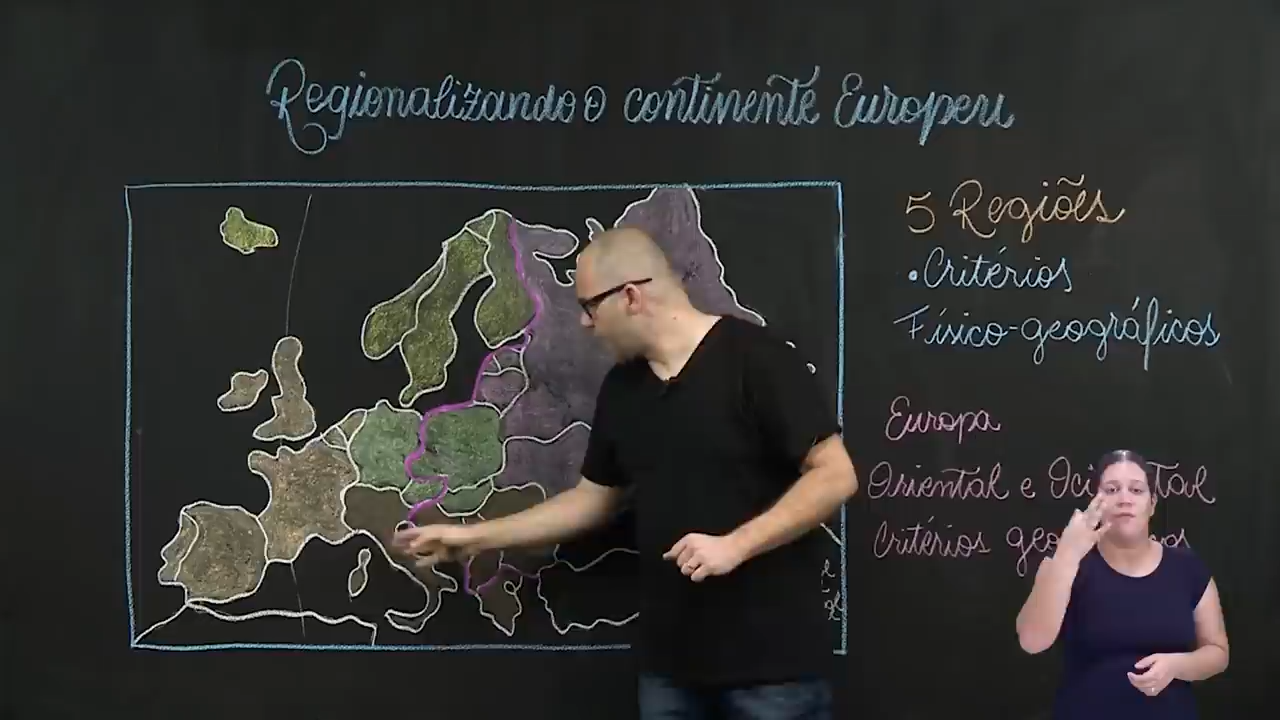 Regionalizando o continente Europeu
5 Regiões
• Critérios
Físico-geográficos
Europa
Oriental e
Critérios